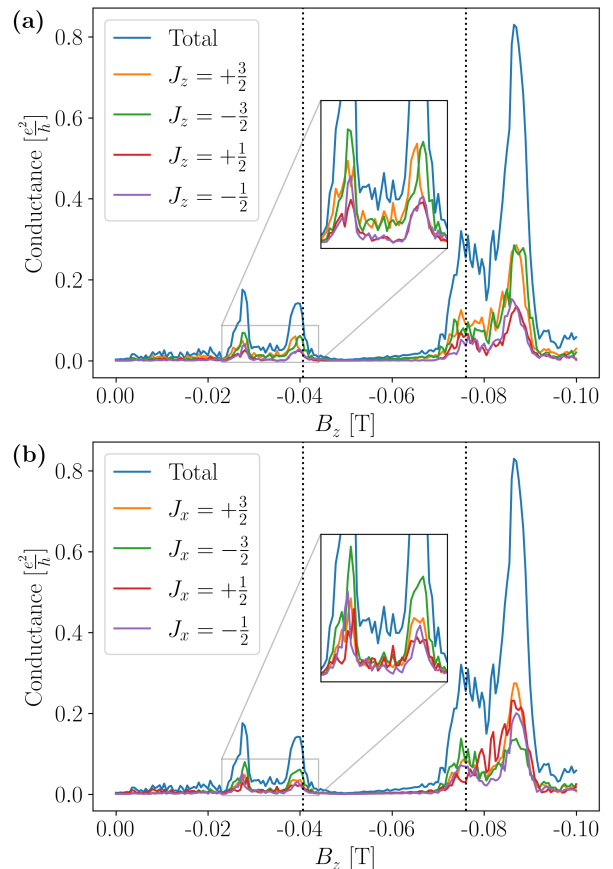 (a)
Total
J_z = +3/2
J_z = −3/2
J_z = +1/2
J_z = −1/2
Conductance [e²/h]
0.8
0.6
0.4
0.2
0.0
0.00 -0.02 -0.04 -0.06 -0.08 -0.10
B_z [T]
(b)
Total
J_x = +3/2
J_x = −3/2
J_x = +1/2
J_x = −1/2
Conductance [e²/h]
0.8
0.6
0.4
0.2
0.0
0.00 -0.02 -0.04 -0.06 -0.08 -0.10
B_z [T]